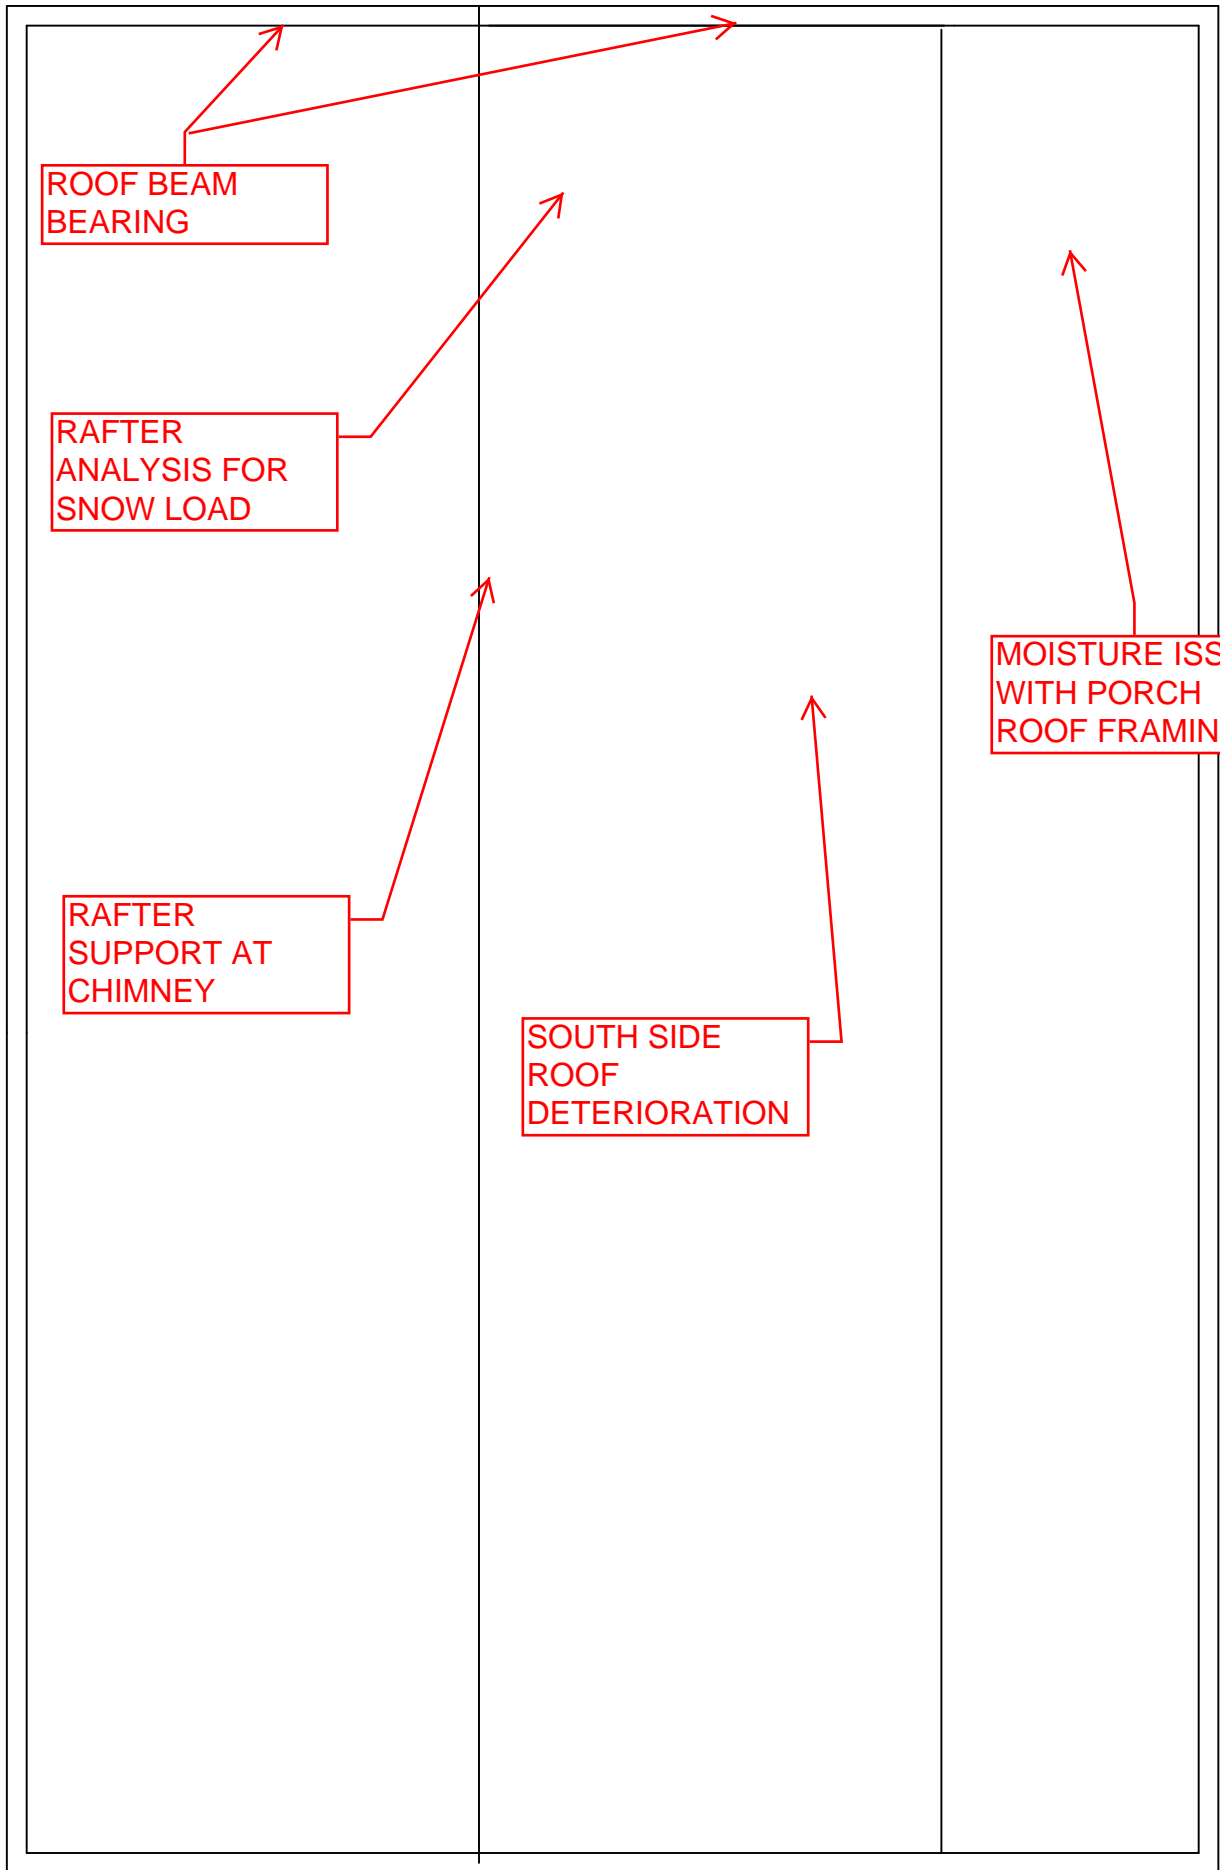 ROOF BEAM
BEARING
RAFTER
ANALYSIS FOR
SNOW LOAD
MOISTURE ISS
WITH PORCH
ROOF FRAMIN
RAFTER
SUPPORT AT
CHIMNEY
SOUTH SIDE
ROOF
DETERIORATION